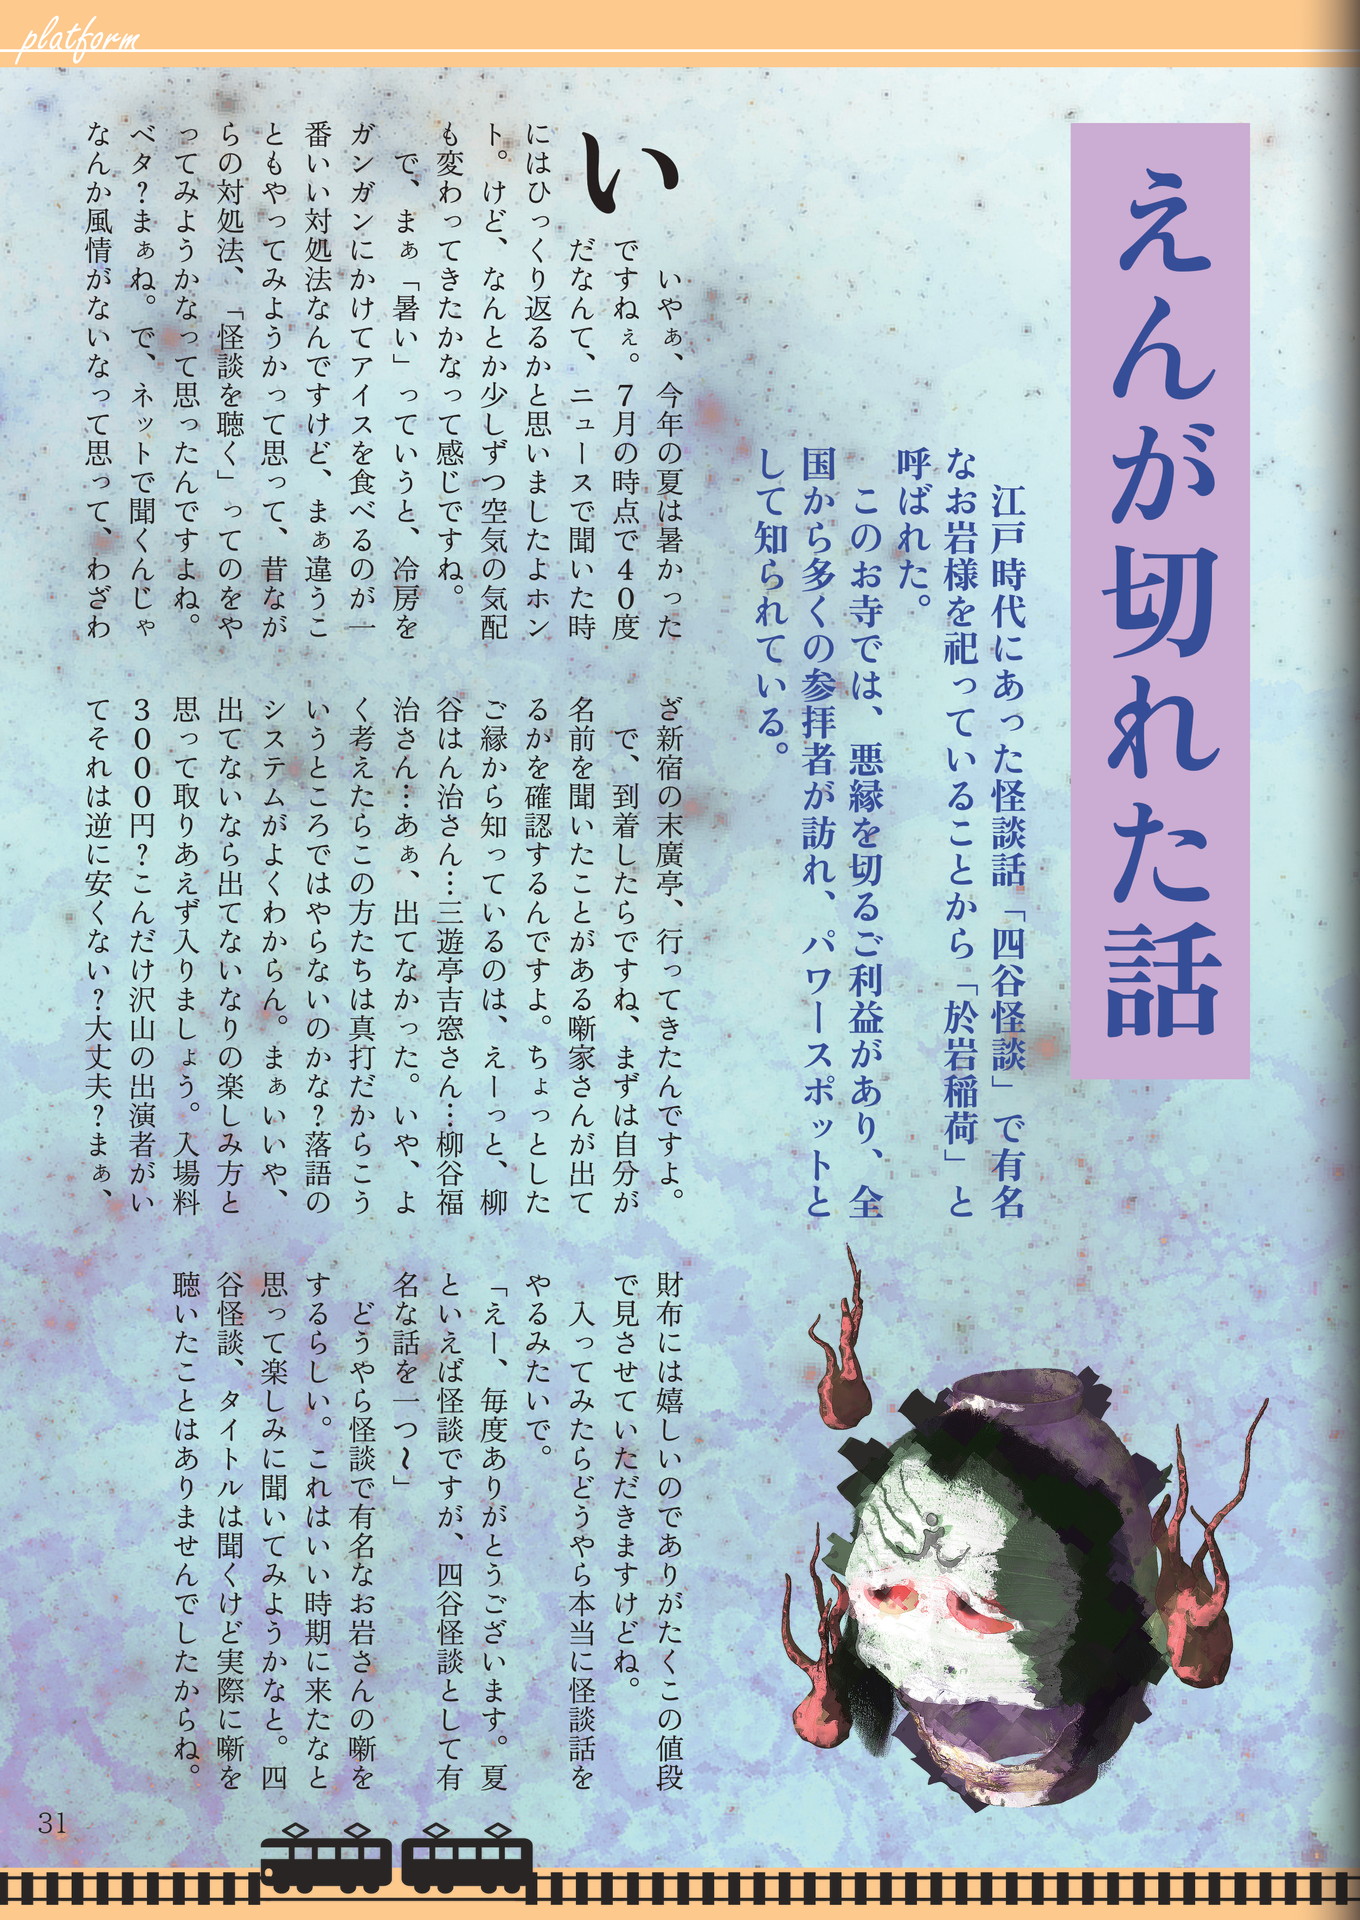 platform
えんが切れた話
江戸時代にあった怪談話「四谷怪談」で有名
なお岩様を祀っていることから「於岩稲荷」と
呼ばれた。
このお寺では、悪縁を切るご利益があり、全
国から多くの参拝者が訪れ、パワースポットと
して知られている。
い
いやぁ、今年の夏は暑かった
ですねぇ。7月の時点で40度
だなんて、ニュースで聞いた時
にはひっくり返るかと思いましたよホン
ト。けど、なんとか少しずつ空気の気配
も変わってきたかなって感じですね。
で、まぁ「暑い」っていうと、冷房を
ガンガンにかけてアイスを食べるのが一
番いい対処法なんですけど、まぁ違うこ
ともやってみようかって思って、昔なが
らの対処法、「怪談を聴く」ってのをや
ってみようかなって思ったんですよね。
ベタ?まぁね。で、ネットで聞くんじゃ
なんか風情がないなって思って、わざわ
ざ新宿の末廣亭、行ってきたんですよ。
で、到着したらですね、まずは自分が
名前を聞いたことがある噺家さんが出て
るかを確認するんですよ。ちょっとした
ご縁から知っているのは、えーっと、柳
谷はん治さん…三遊亭吉窓さん…柳谷福
治さん…あぁ、出てなかった。いや、よ
く考えたらこの方たちは真打だからこう
いうところではやらないのかな?落語の
システムがよくわからん。まぁいいや、
出てないなら出てないなりの楽しみ方と
思って取りあえず入りましょう。入場料
3000円?こんだけ沢山の出演者がい
てそれは逆に安くない?大丈夫?まぁ、
財布には嬉しいのでありがたくこの値段
で見させていただきますけどね。
入ってみたらどうやら本当に怪談話を
やるみたいで。
「えー、毎度ありがとうございます。夏
といえば怪談ですが、四谷怪談として有
名な話を一つ〜」
どうやら怪談で有名なお岩さんの噺を
するらしい。これはいい時期に来たなと
思って楽しみに聞いてみようかなと。四
谷怪談、タイトルは聞くけど実際に噺を
聴いたことはありませんでしたからね。
31